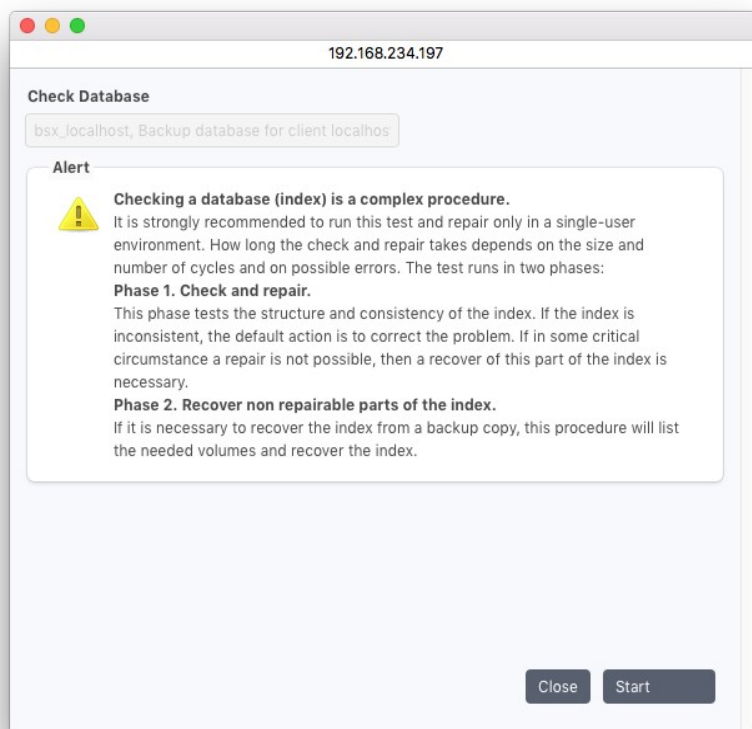 192.168.234.197
Check Database
bsx_localhost, Backup database for client localhos
Alert
Checking a database (index) is a complex procedure.
It is strongly recommended to run this test and repair only in a single-user
environment. How long the check and repair takes depends on the size and
number of cycles and on possible errors. The test runs in two phases:
Phase 1. Check and repair.
This phase tests the structure and consistency of the index. If the index is
inconsistent, the default action is to correct the problem. If in some critical
circumstance a repair is not possible, then a recover of this part of the index is
necessary.
Phase 2. Recover non repairable parts of the index.
If it is necessary to recover the index from a backup copy, this procedure will list
the needed volumes and recover the index.
Close Start